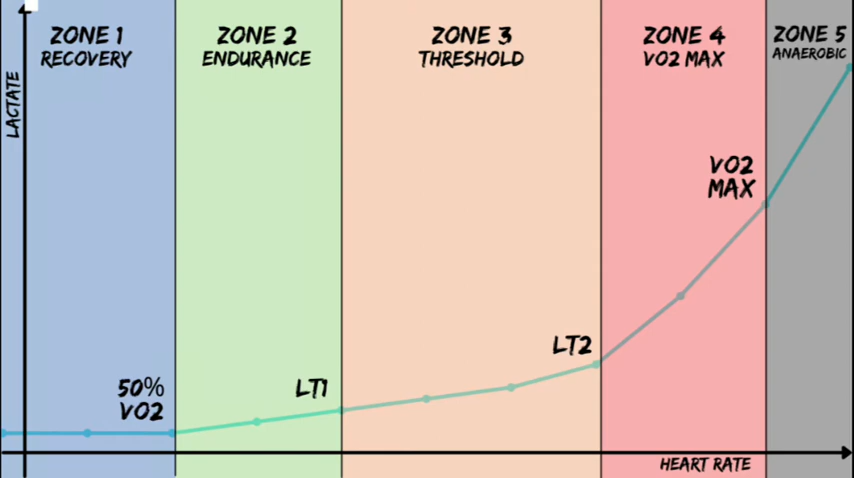 ZONE 1
RECOVERY
ZONE 2
ENDURANCE
ZONE 3
THRESHOLD
ZONE 4
VO2 MAX
ZONE 5
ANAEROBIC
LACTATE
VO2
MAX
LT2
LT1
50%
VO2
HEART RATE